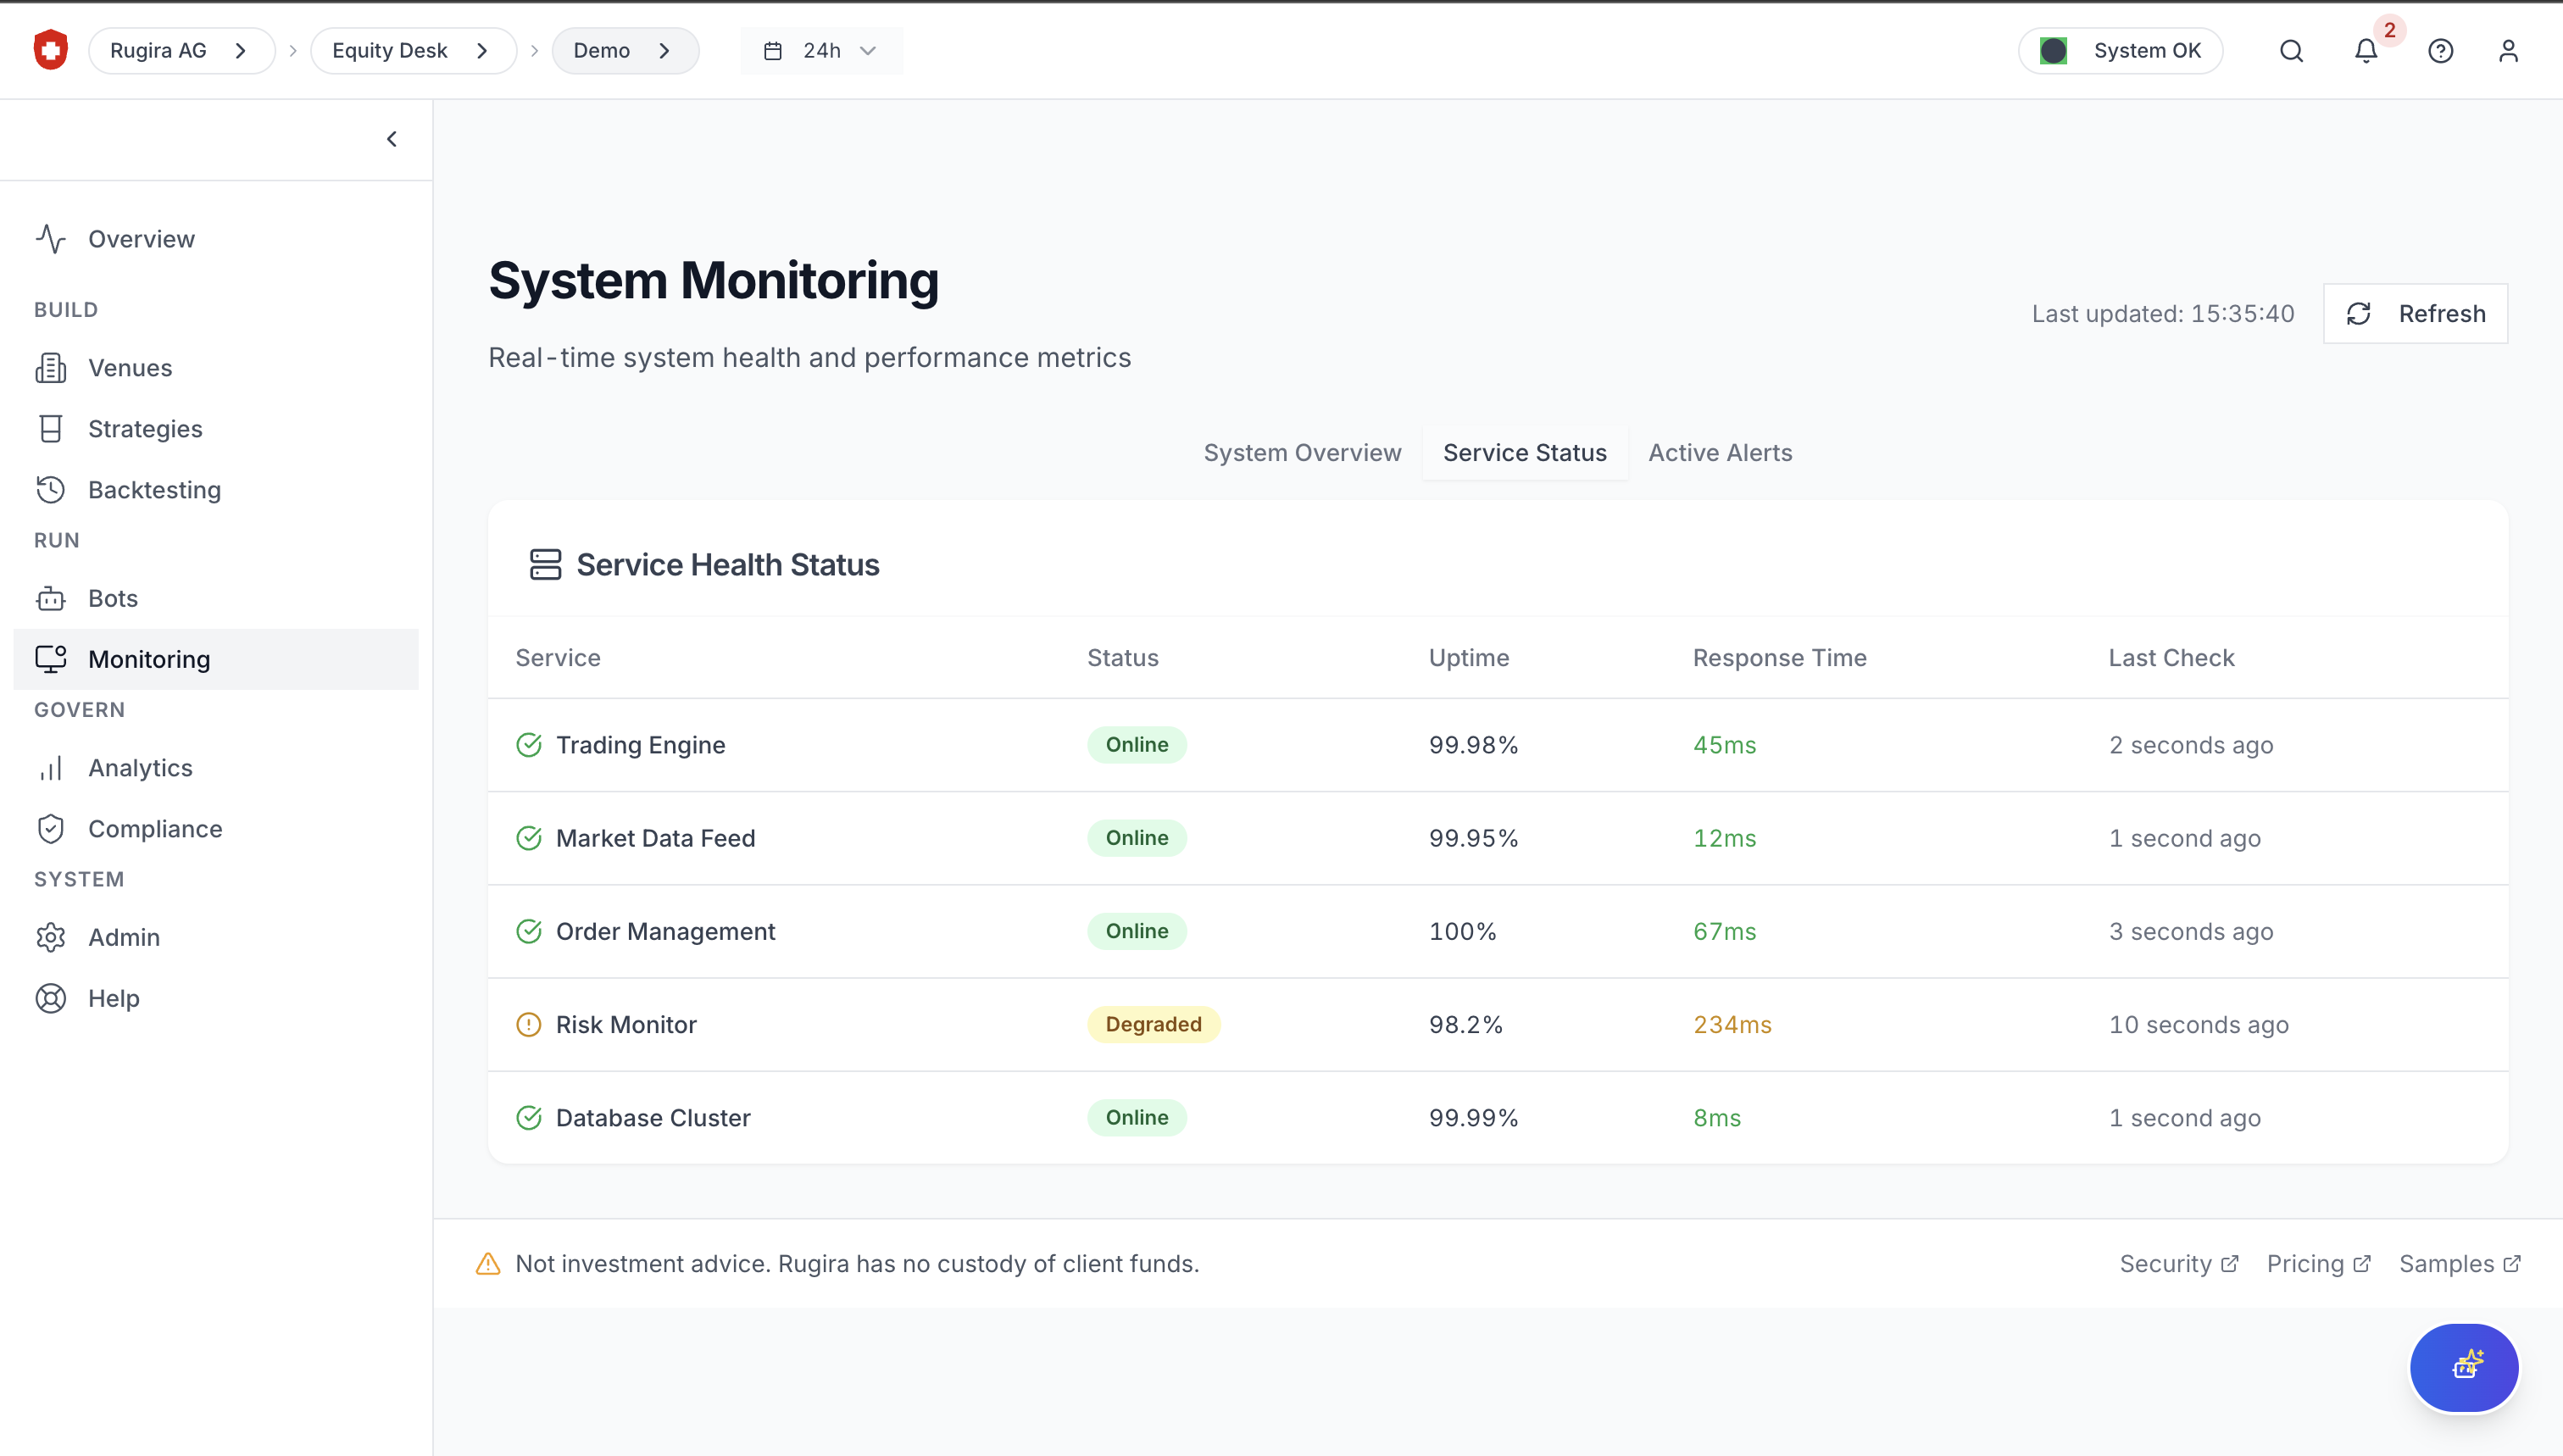 Rugira AG
Equity Desk
Demo
24h
System OK
2
Overview
BUILD
Venues
Strategies
Backtesting
RUN
Bots
Monitoring
GOVERN
Analytics
Compliance
SYSTEM
Admin
Help
System Monitoring
Real-time system health and performance metrics
Last updated: 15:35:40
Refresh
System Overview Service Status Active Alerts
Service Health Status
Service Status Uptime Response Time Last Check
Trading Engine Online 99.98% 45ms 2 seconds ago
Market Data Feed Online 99.95% 12ms 1 second ago
Order Management Online 100% 67ms 3 seconds ago
Risk Monitor Degraded 98.2% 234ms 10 seconds ago
Database Cluster Online 99.99% 8ms 1 second ago
Not investment advice. Rugira has no custody of client funds.
Security Pricing Samples